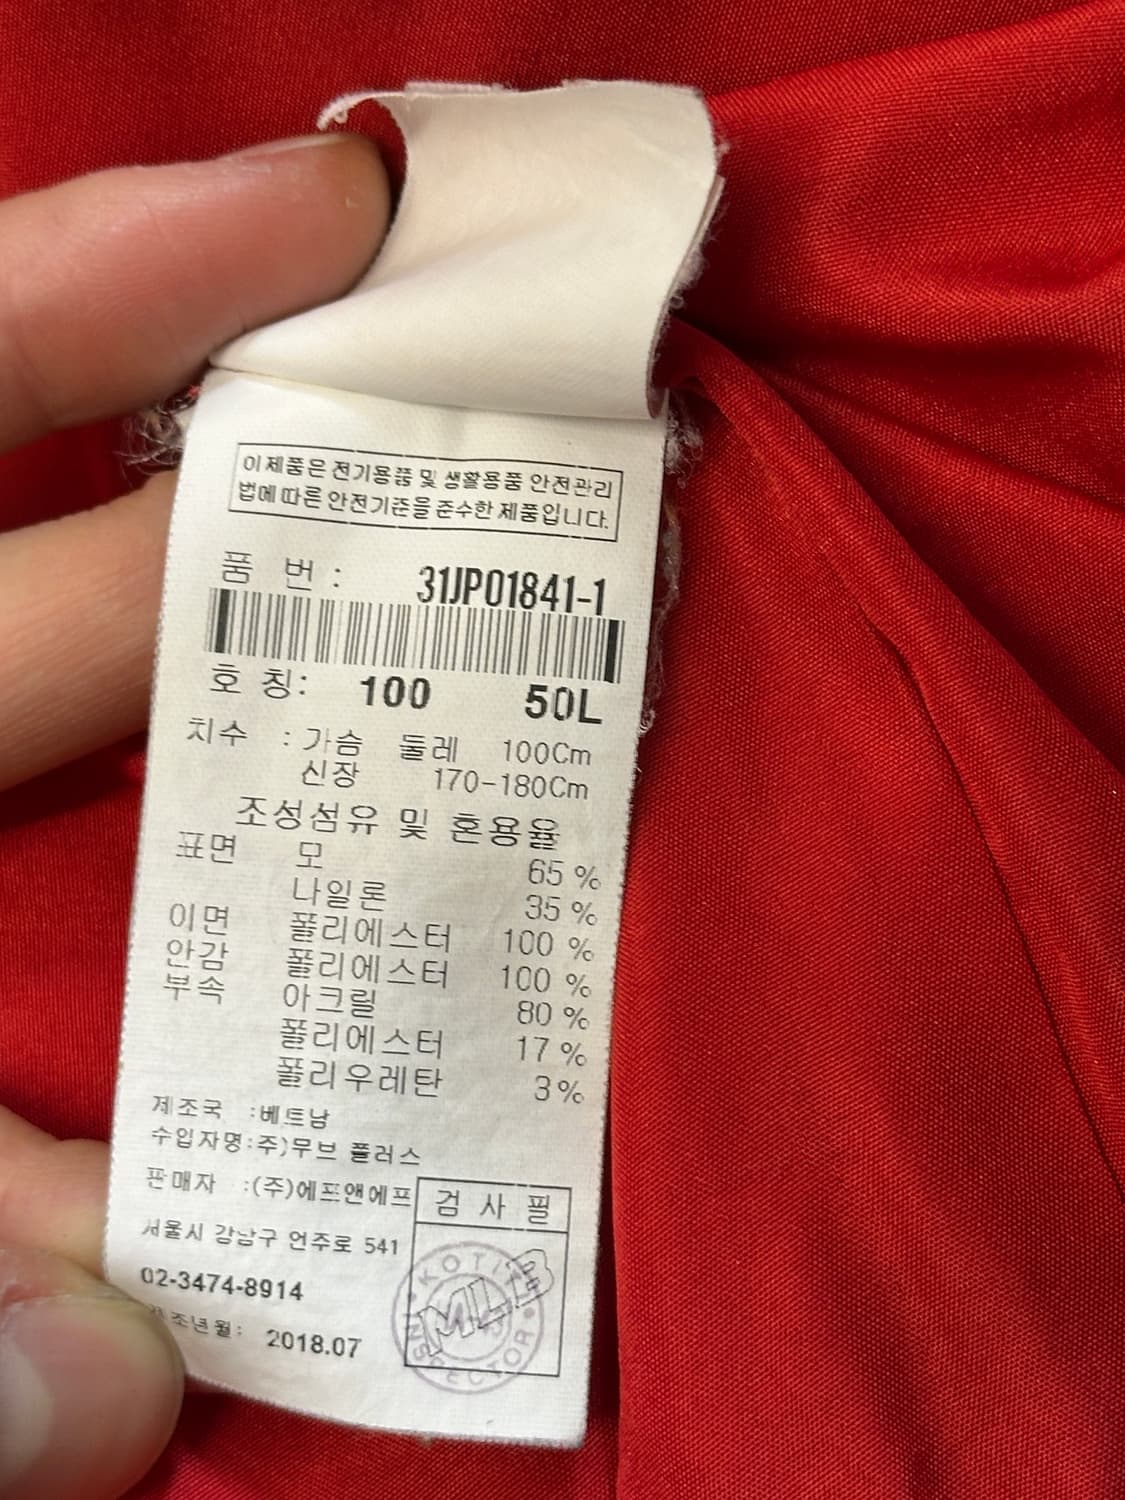 이 제품은 전기용품 및 생활용품 안전관리
법에 따른 안전기준을 준수한 제품입니다.
품 번 : 31JP01841-1
호 칭: 100 50L
치수 : 가슴 둘레 100Cm
신장 170-180Cm
조성섬유 및 혼용율
표면 모 65 %
나일론 35 %
이면 폴리에스터 100 %
안감 폴리에스터 100 %
부속 아크릴 80 %
폴리에스터 17 %
폴리우레탄 3%
제조국 :베트남
수입자명:주)무브 플러스
판매자 :(주)에프앤에프
서울시 강남구 언주로 541
02-3474-8914
제조년월: 2018.07
검 사 필
KOTITI
INSPECTOR
MLB